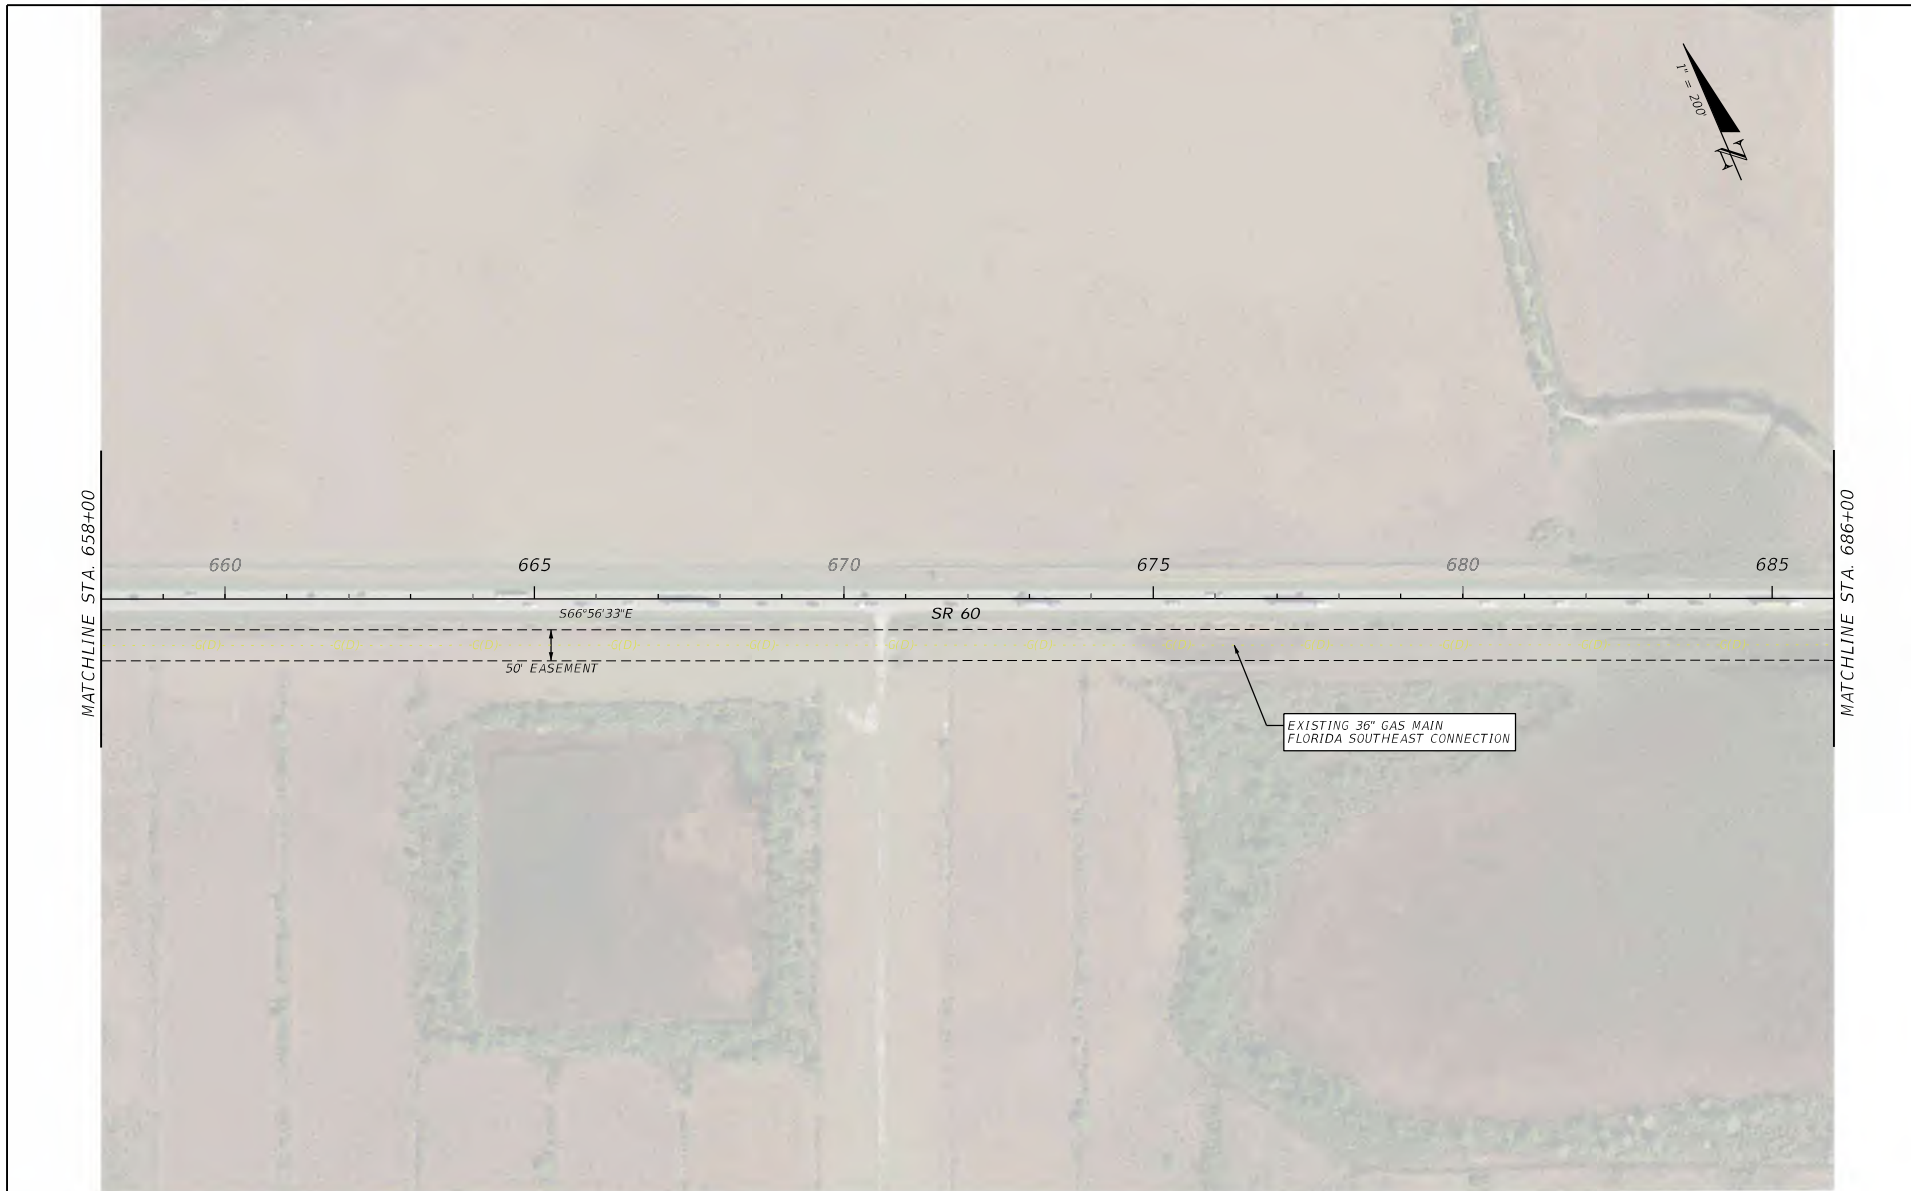 1" = 200'
N
MATCHLINE STA. 658+00
660
665
670
675
680
685
MATCHLINE STA. 686+00
S66°56'33"E
SR 60
50' EASEMENT
EXISTING 36" GAS MAIN
FLORIDA SOUTHEAST CONNECTION